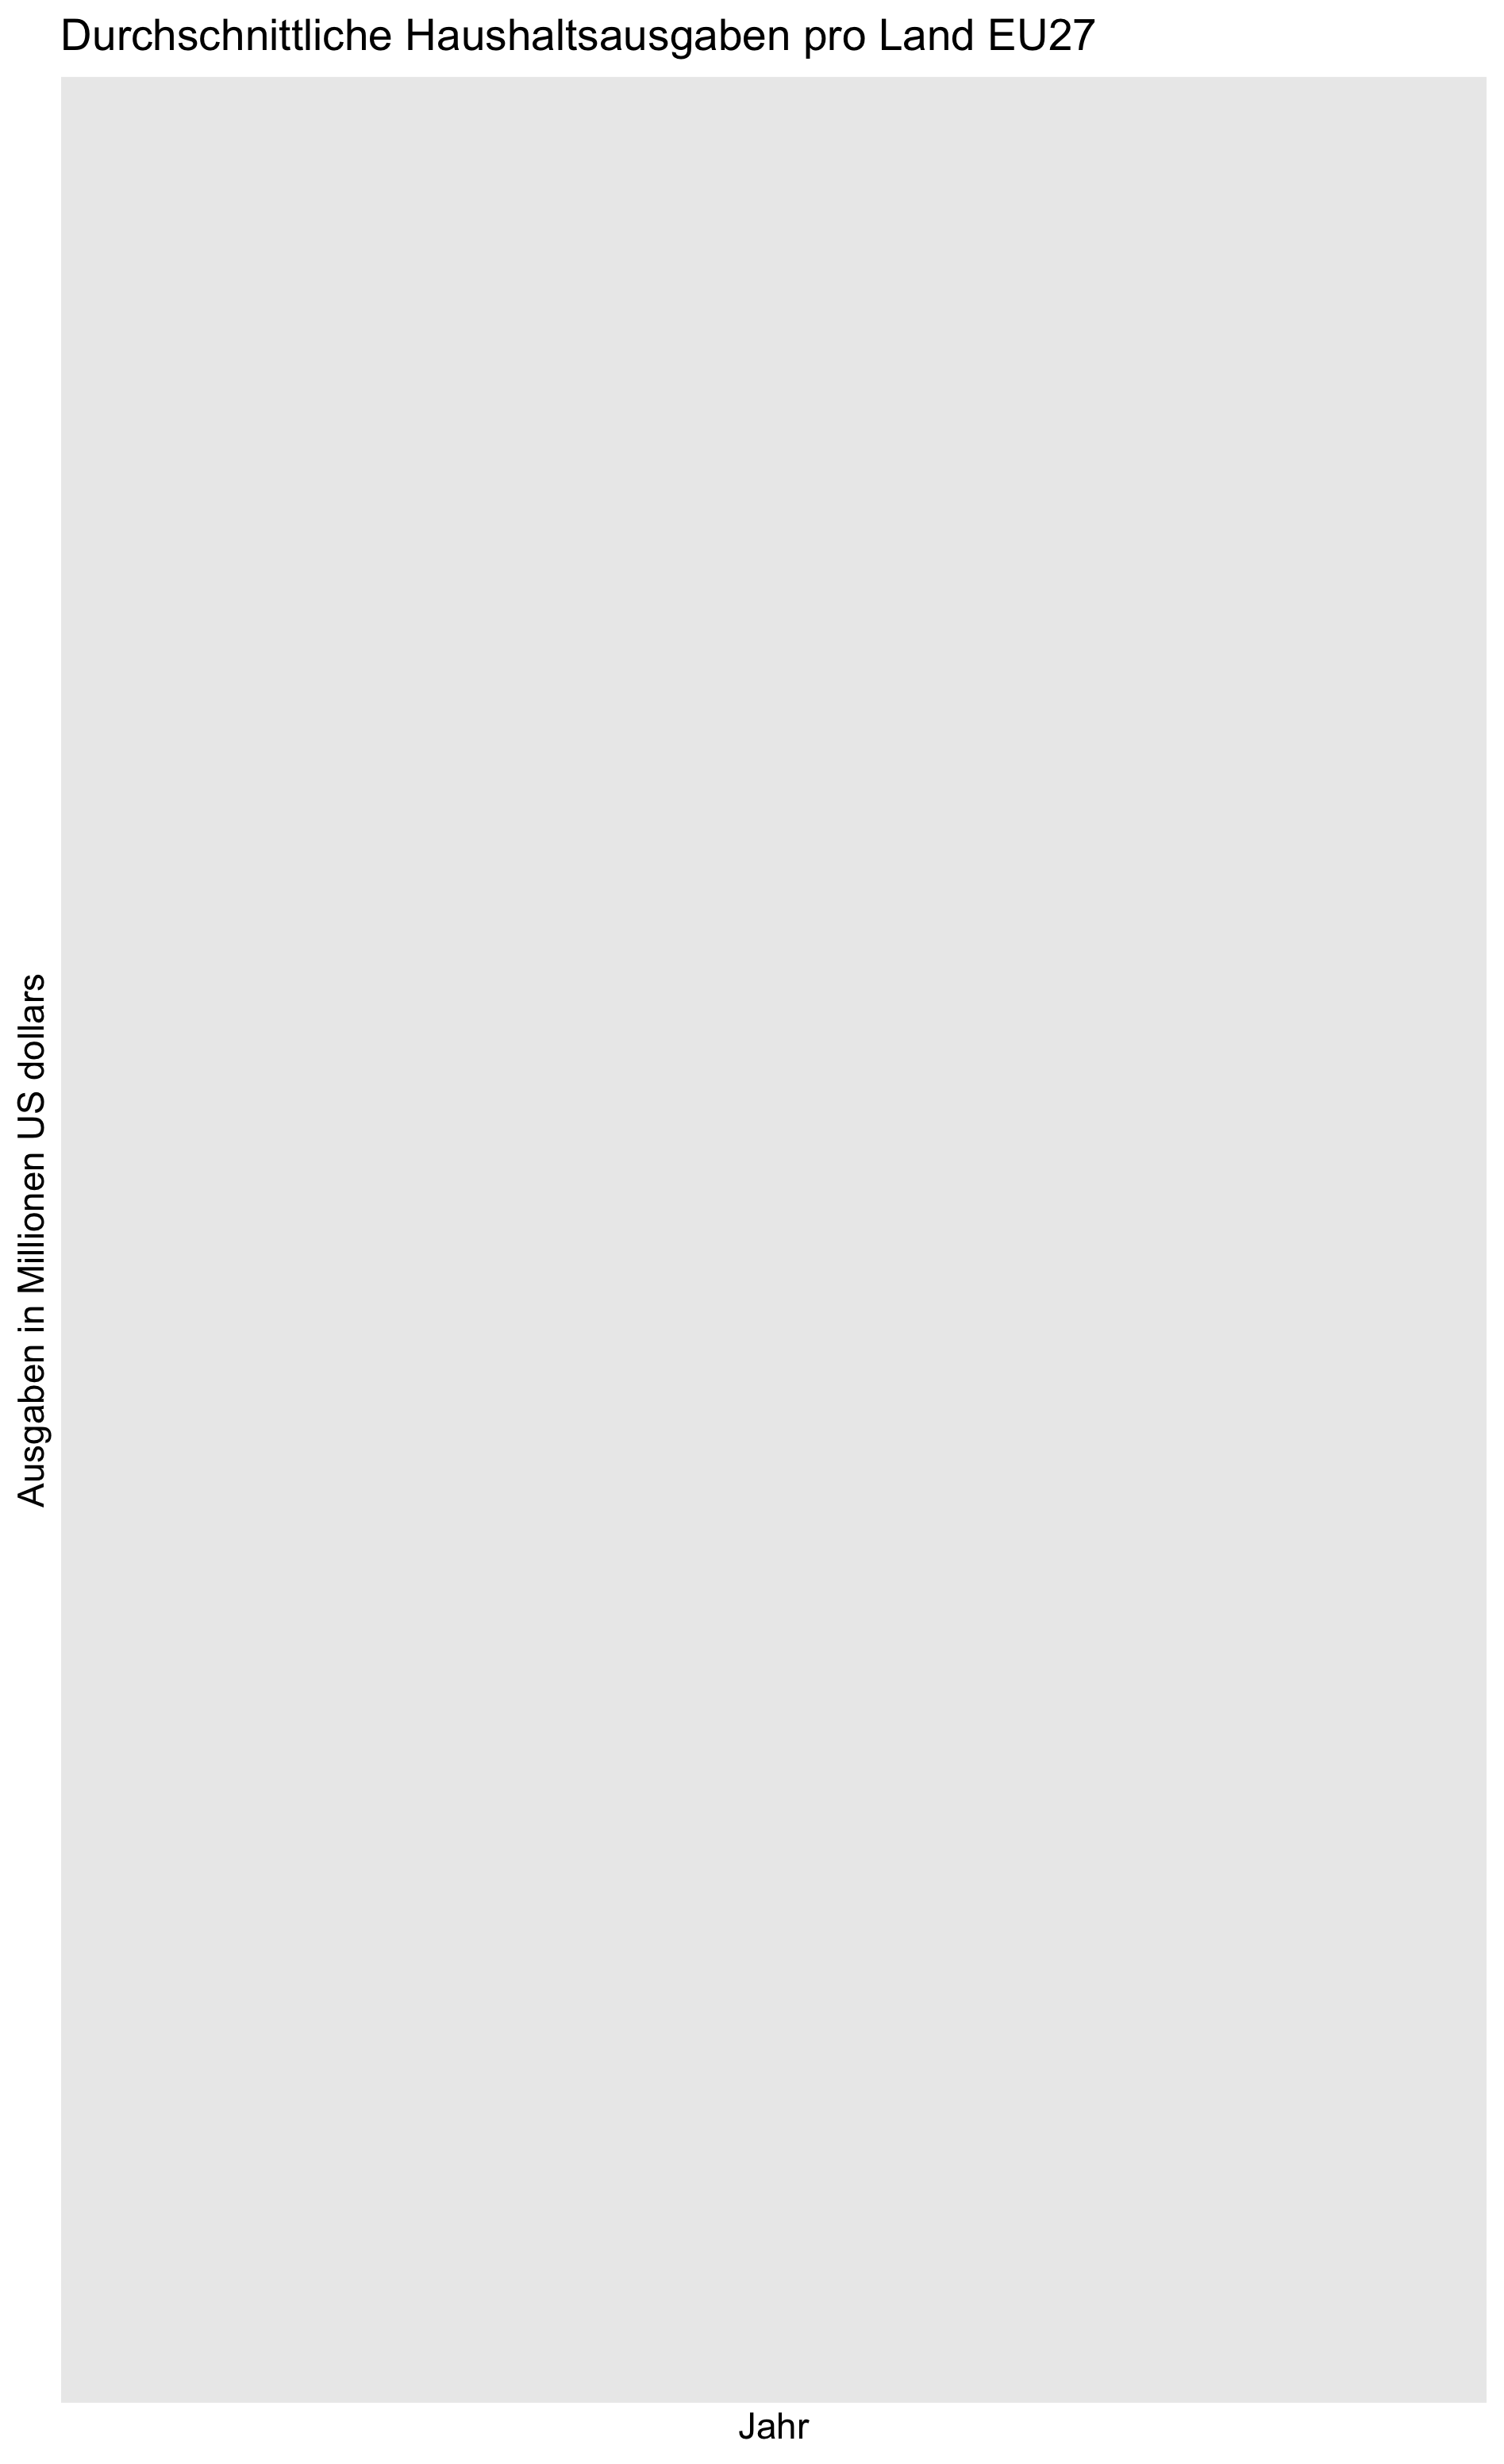 Durchschnittliche Haushaltsausgaben pro Land EU27
Ausgaben in Millionen US dollars
Jahr